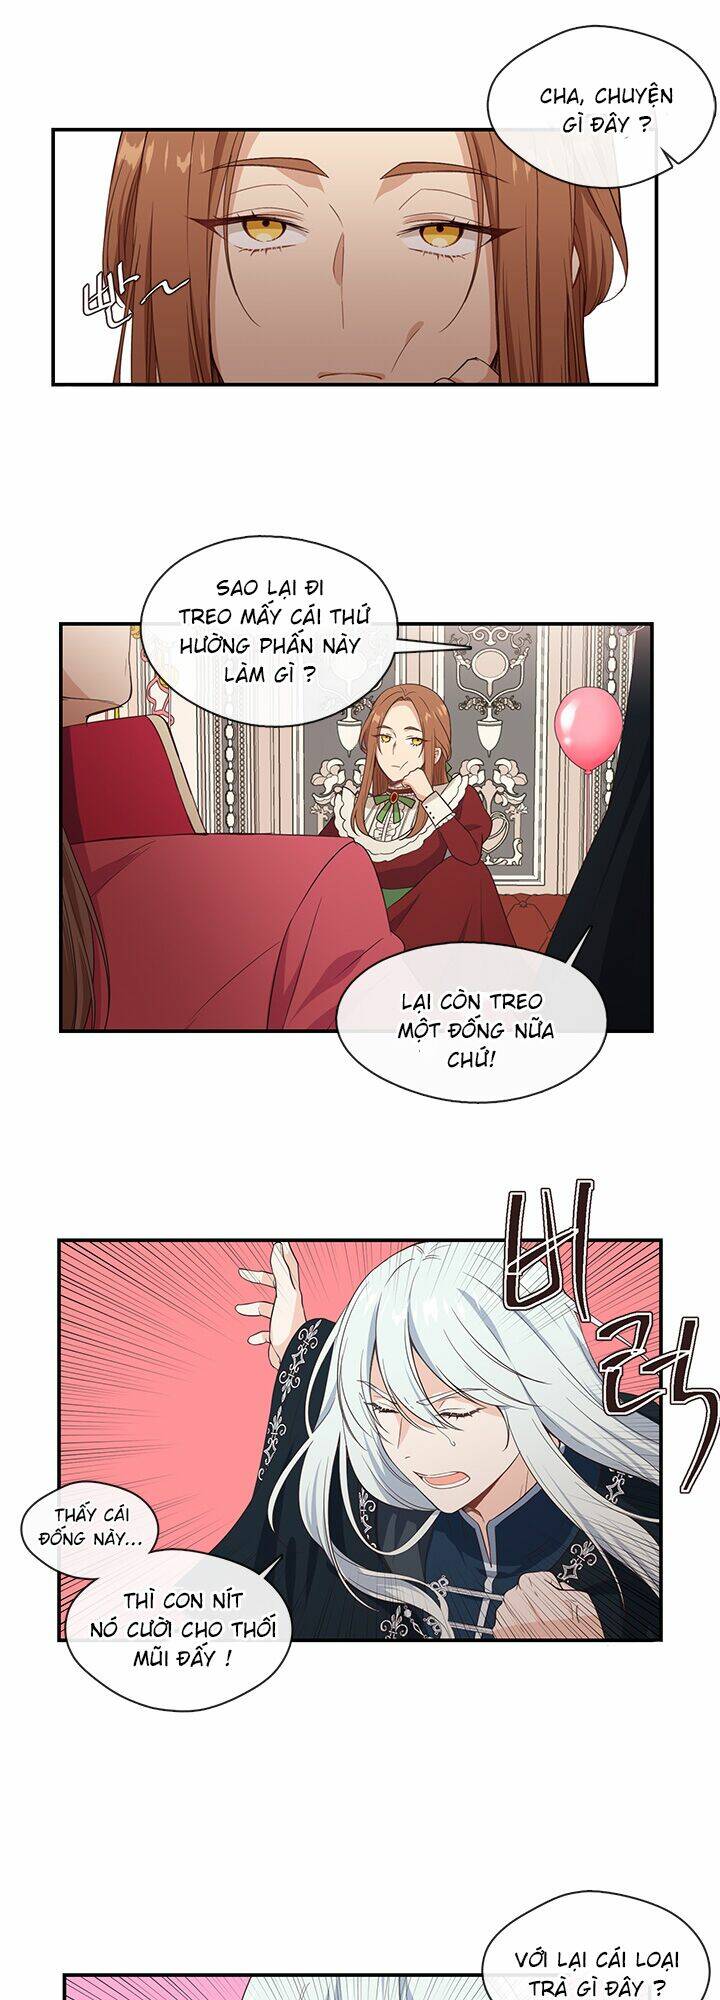 CHA, CHUYỆN
GÌ ĐÂY ?
빤~
SAO LẠI ĐI
TREO MẤY CÁI THỨ
HƯỜNG PHẤN NÀY
LÀM GÌ ?
LẠI CÒN TREO
MỘT ĐỐNG NỮA
CHỨ!
버럭
THẤY CÁI
ĐỐNG NÀY...
THÌ CON NÍT
NÓ CƯỜI CHO THỐI
MŨI ĐẤY !
VỚI LẠI CÁI LOẠI
TRÀ GÌ ĐÂY ?